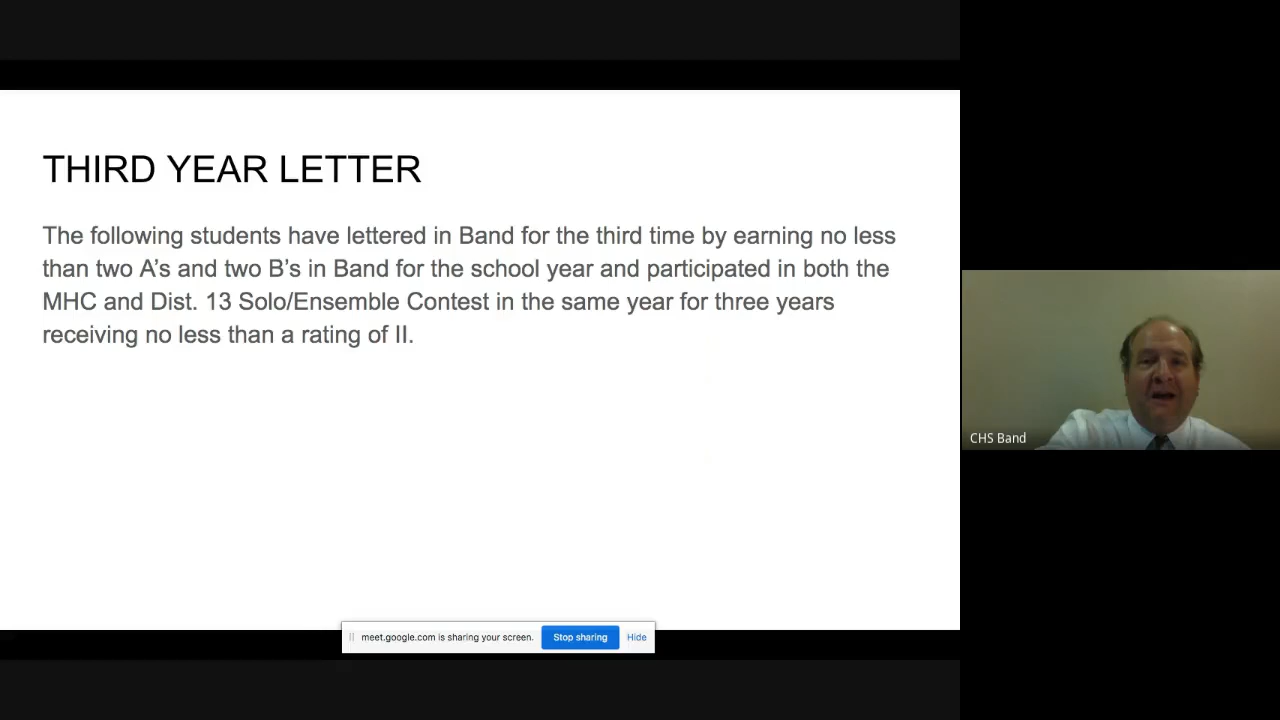 THIRD YEAR LETTER
The following students have lettered in Band for the third time by earning no less
than two A’s and two B’s in Band for the school year and participated in both the
MHC and Dist. 13 Solo/Ensemble Contest in the same year for three years
receiving no less than a rating of II.
CHS Band
meet.google.com is sharing your screen. Stop sharing Hide